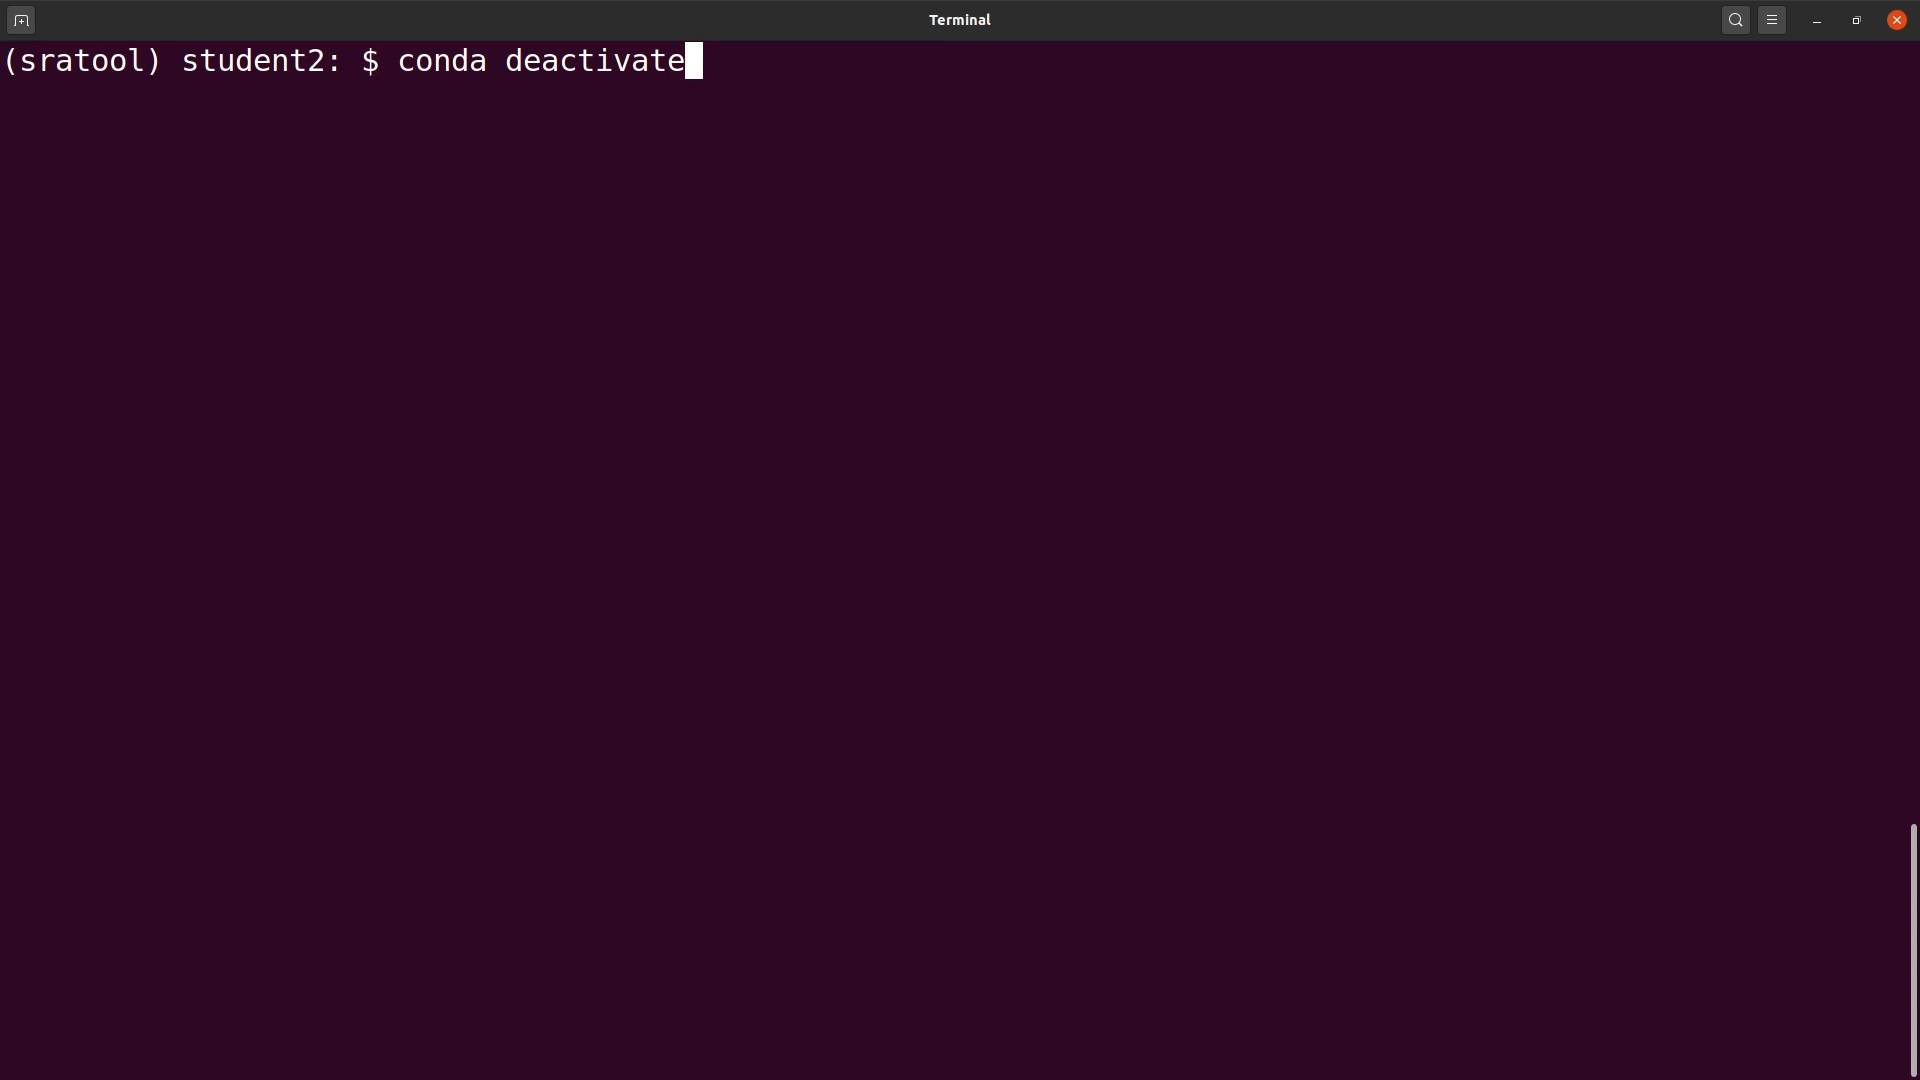 Terminal
(sratool) student2: $ conda deactivate